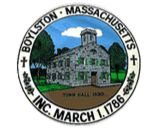 BOYLSTON - MASSACHUSETTS
TOWN HALL 1830
INC. MARCH 1, 1786